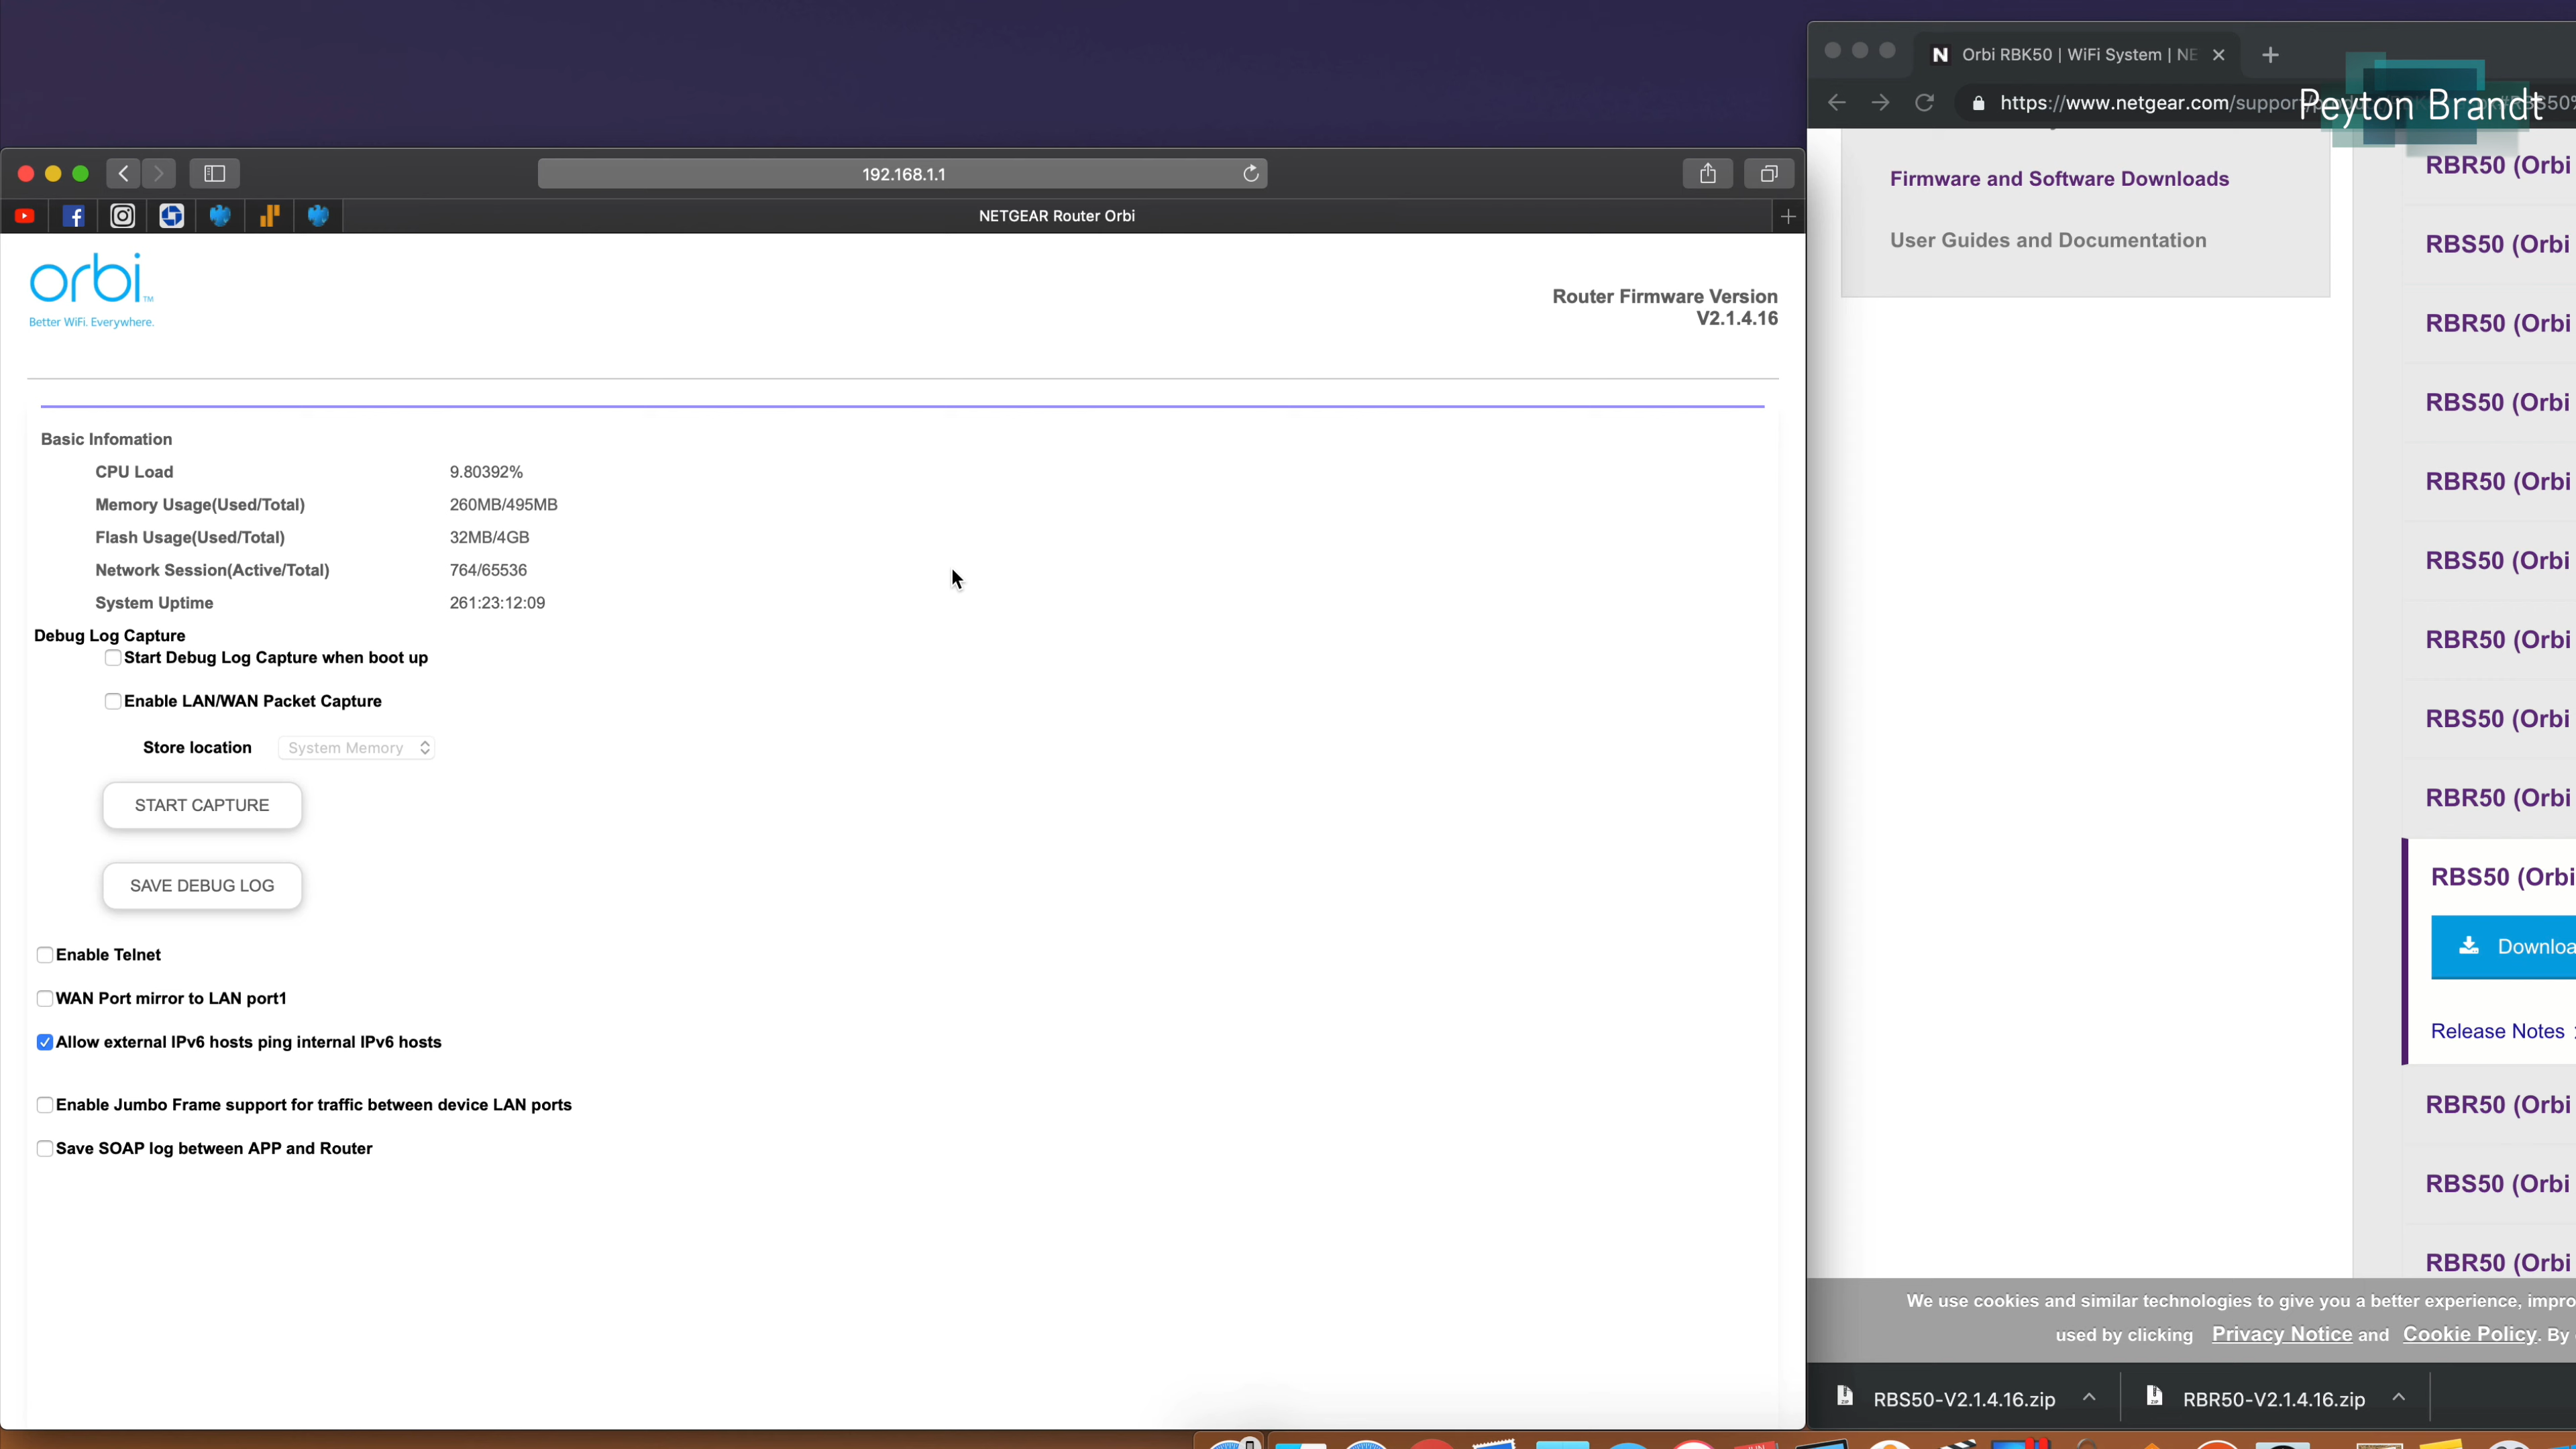 192.168.1.1
NETGEAR Router Orbi
orbi™
Better WiFi. Everywhere.
Router Firmware Version
V2.1.4.16
Basic Infomation
CPU Load 9.80392%
Memory Usage(Used/Total) 260MB/495MB
Flash Usage(Used/Total) 32MB/4GB
Network Session(Active/Total) 764/65536
System Uptime 261:23:12:09
Debug Log Capture
Start Debug Log Capture when boot up
Enable LAN/WAN Packet Capture
Store location System Memory
START CAPTURE
SAVE DEBUG LOG
Enable Telnet
WAN Port mirror to LAN port1
Allow external IPv6 hosts ping internal IPv6 hosts
Enable Jumbo Frame support for traffic between device LAN ports
Save SOAP log between APP and Router
N Orbi RBK50 | WiFi System | NE
https://www.netgear.com/suppor
Peyton Brandt
Firmware and Software Downloads
User Guides and Documentation
RBR50 (Orbi
RBS50 (Orbi
RBR50 (Orbi
RBS50 (Orbi
RBR50 (Orbi
RBS50 (Orbi
RBR50 (Orbi
RBS50 (Orbi
RBR50 (Orbi
RBS50 (Orbi
Downloa
Release Notes
RBR50 (Orbi
RBS50 (Orbi
RBR50 (Orbi
We use cookies and similar technologies to give you a better experience, impro
used by clicking Privacy Notice and Cookie Policy. By
RBS50-V2.1.4.16.zip
RBR50-V2.1.4.16.zip